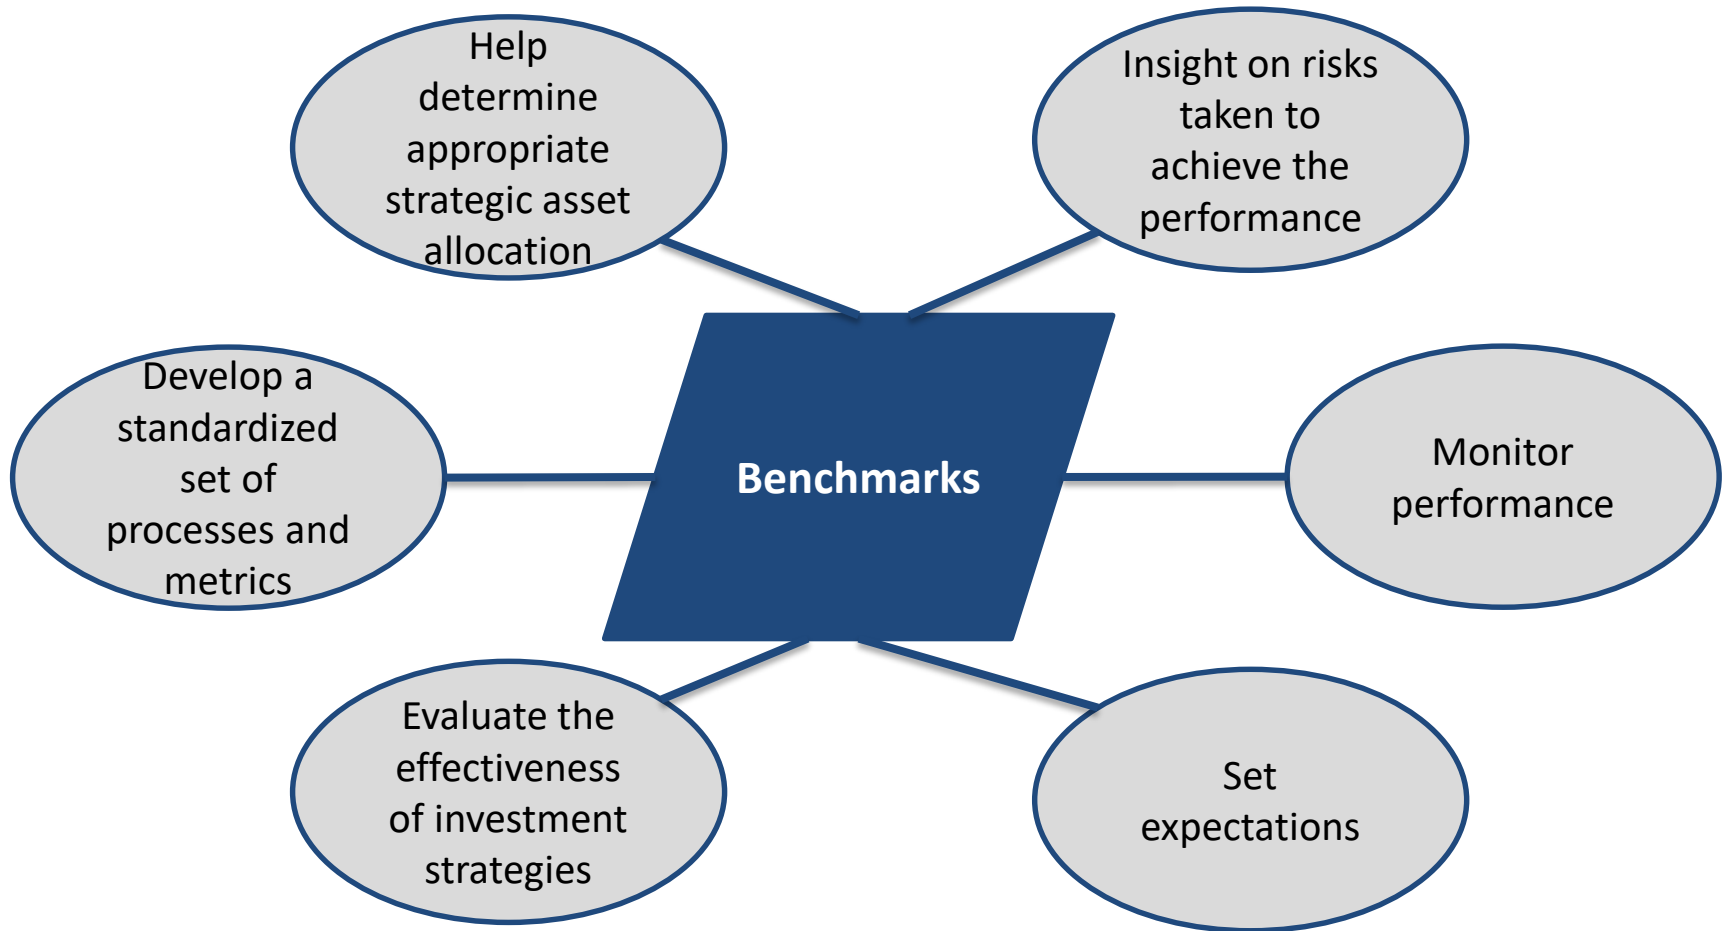 Help
determine
appropriate
strategic asset
allocation
Insight on risks
taken to
achieve the
performance
Develop a
standardized
set of
processes and
metrics
Benchmarks
Monitor
performance
Evaluate the
effectiveness
of investment
strategies
Set
expectations